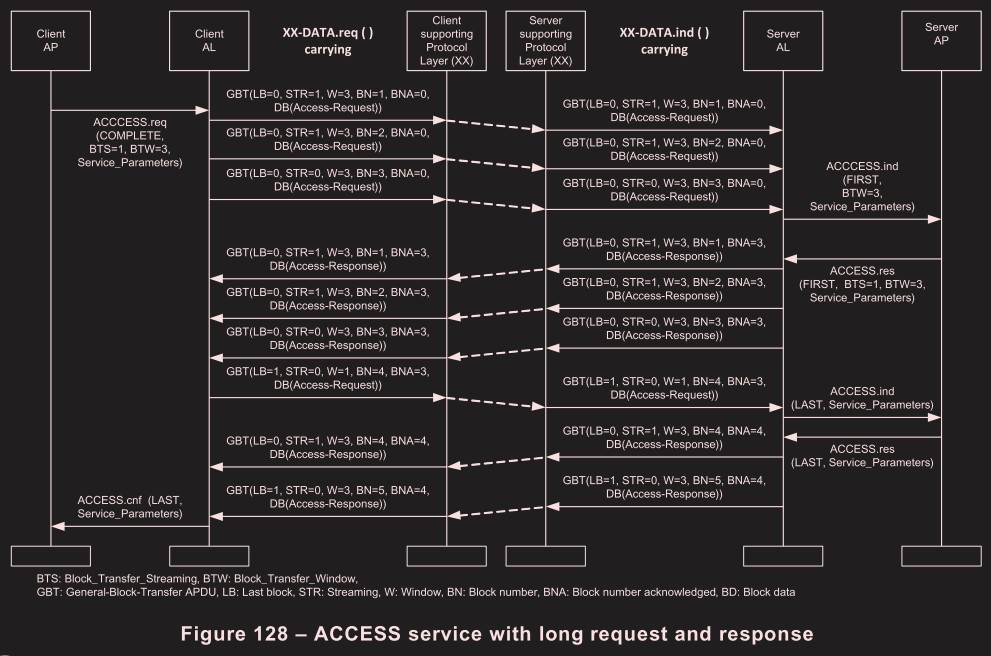 Client
AP
Client
AL
XX-DATA.req ( )
carrying
Client
supporting
Protocol
Layer (XX)
Server
supporting
Protocol
Layer (XX)
XX-DATA.ind ( )
carrying
Server
AL
Server
AP
ACCCESS.req
(COMPLETE,
BTS=1, BTW=3,
Service_Parameters)
GBT(LB=0, STR=1, W=3, BN=1, BNA=0,
DB(Access-Request))
GBT(LB=0, STR=1, W=3, BN=1, BNA=0,
DB(Access-Request))
GBT(LB=0, STR=1, W=3, BN=2, BNA=0,
DB(Access-Request))
GBT(LB=0, STR=1, W=3, BN=2, BNA=0,
DB(Access-Request))
GBT(LB=0, STR=0, W=3, BN=3, BNA=0,
DB(Access-Request))
GBT(LB=0, STR=0, W=3, BN=3, BNA=0,
DB(Access-Request))
ACCCESS.ind
(FIRST,
BTW=3,
Service_Parameters)
GBT(LB=0, STR=1, W=3, BN=1, BNA=3,
DB(Access-Response))
GBT(LB=0, STR=1, W=3, BN=1, BNA=3,
DB(Access-Response))
ACCESS.res
(FIRST, BTS=1, BTW=3,
Service_Parameters)
GBT(LB=0, STR=1, W=3, BN=2, BNA=3,
DB(Access-Response))
GBT(LB=0, STR=1, W=3, BN=2, BNA=3,
DB(Access-Response))
GBT(LB=0, STR=0, W=3, BN=3, BNA=3,
DB(Access-Response))
GBT(LB=0, STR=0, W=3, BN=3, BNA=3,
DB(Access-Response))
GBT(LB=1, STR=0, W=1, BN=4, BNA=3,
DB(Access-Request))
GBT(LB=1, STR=0, W=1, BN=4, BNA=3,
DB(Access-Request))
ACCESS.ind
(LAST, Service_Parameters)
GBT(LB=0, STR=1, W=3, BN=4, BNA=4,
DB(Access-Response))
GBT(LB=0, STR=1, W=3, BN=4, BNA=4,
DB(Access-Response))
ACCESS.res
(LAST, Service_Parameters)
GBT(LB=1, STR=0, W=3, BN=5, BNA=4,
DB(Access-Response))
GBT(LB=1, STR=0, W=3, BN=5, BNA=4,
DB(Access-Response))
ACCESS.cnf (LAST,
Service_Parameters)
BTS: Block_Transfer_Streaming, BTW: Block_Transfer_Window,
GBT: General-Block-Transfer APDU, LB: Last block, STR: Streaming, W: Window, BN: Block number, BNA: Block number acknowledged, BD: Block data
Figure 128 – ACCESS service with long request and response